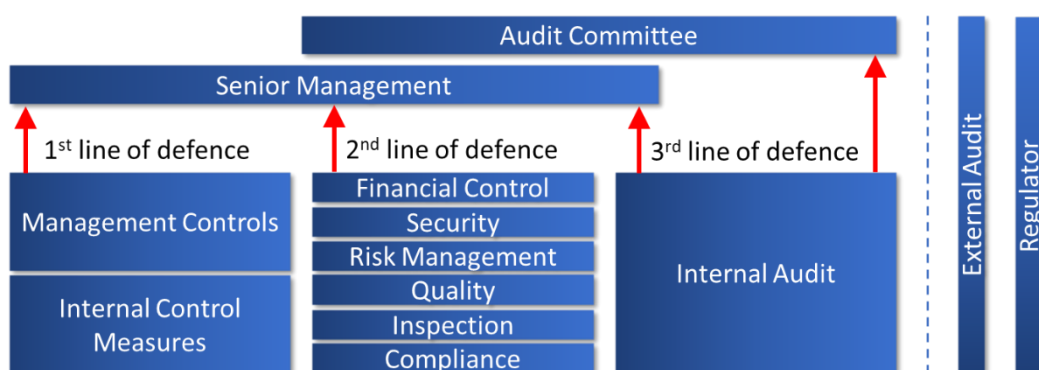 Audit Committee
Senior Management
1st line of defence
2nd line of defence
3rd line of defence
Management Controls
Internal Control
Measures
Financial Control
Security
Risk Management
Quality
Inspection
Compliance
Internal Audit
External Audit
Regulator